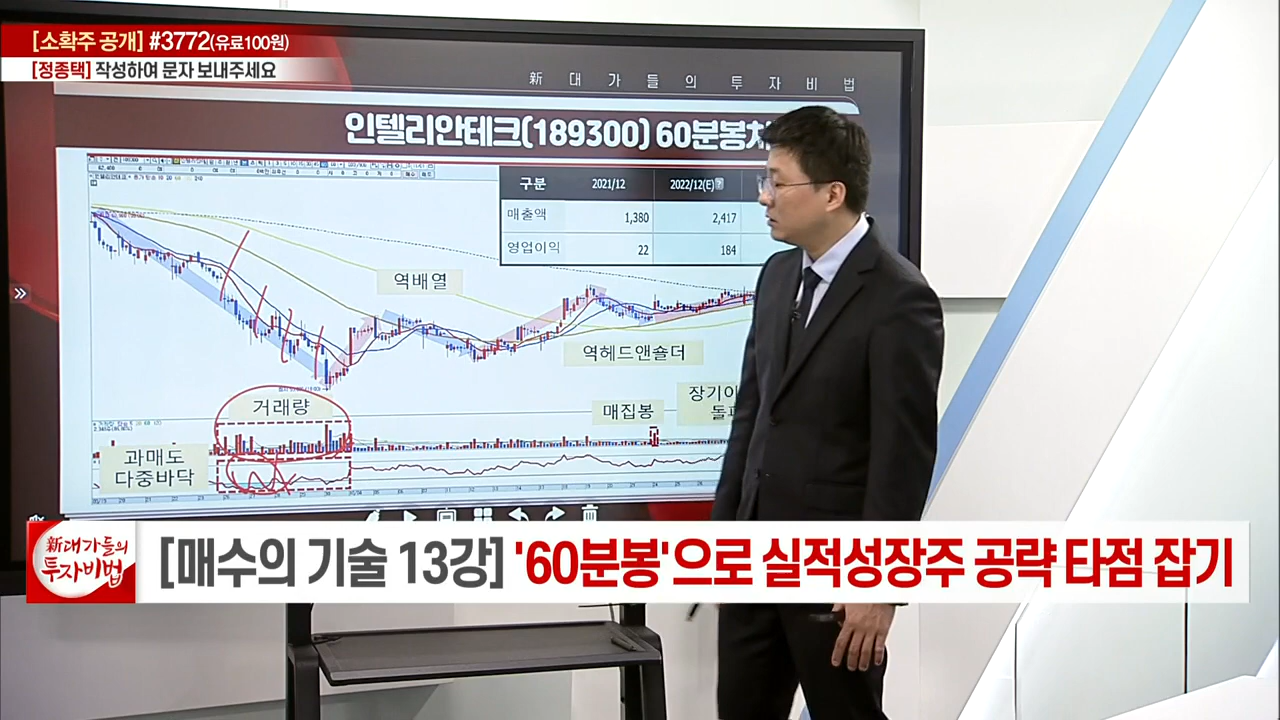 [소확주 공개] #3772(유료100원)
[정종택] 작성하여 문자 보내주세요
新 대 가 들 의 투 자 비 법
인텔리안테크(189300) 60분봉차
구분 2021/12 2022/12(E)
매출액 1,380 2,417
영업이익 22 184
역배열
역헤드앤숄더
거래량
매집봉
장기이
돌파
과매도
다중바닥
新대가들의
투자비법
[매수의 기술 13강] '60분봉'으로 실적성장주 공략 타점 잡기